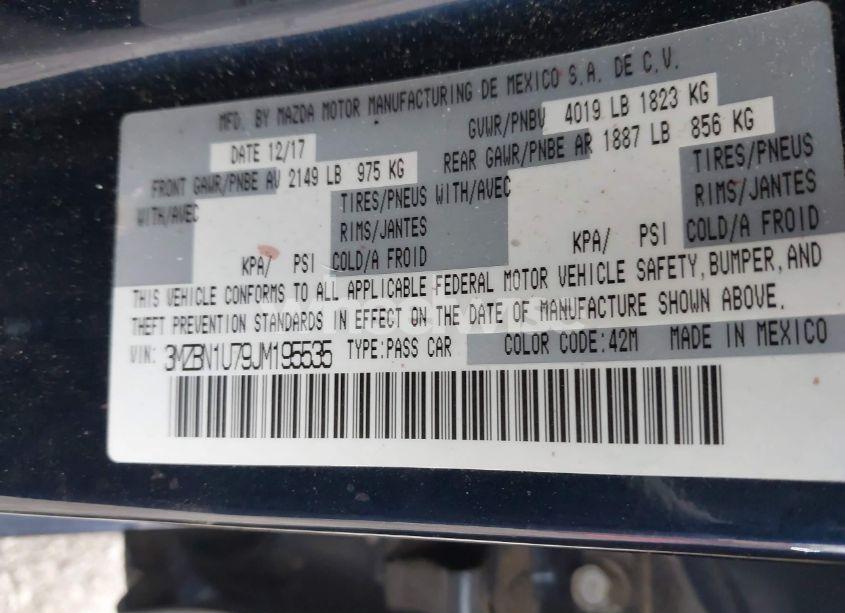 MFD. BY MAZDA MOTOR MANUFACTURING DE MEXICO S.A. DE C.V.
DATE 12/17 GVWR/PNBV 4019 LB 1823 KG
FRONT GAWR/PNBE AV 2149 LB 975 KG REAR GAWR/PNBE AR 1887 LB 856 KG
WITH/AVEC TIRES/PNEUS WITH/AVEC TIRES/PNEUS
RIMS/JANTES RIMS/JANTES
KPA/ PSI COLD/A FROID KPA/ PSI COLD/A FROID
THIS VEHICLE CONFORMS TO ALL APPLICABLE FEDERAL MOTOR VEHICLE SAFETY, BUMPER, AND
THEFT PREVENTION STANDARDS IN EFFECT ON THE DATE OF MANUFACTURE SHOWN ABOVE.
VIN: 3MZBN1U79JM195535 TYPE:PASS CAR COLOR CODE:42M MADE IN MEXICO